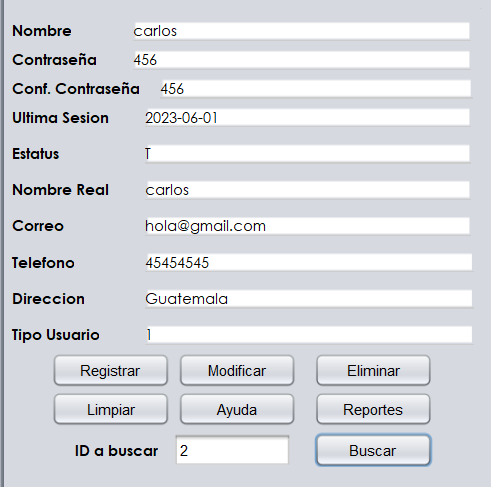 Nombre carlos
Contraseña 456
Conf. Contraseña 456
Ultima Sesion 2023-06-01
Estatus T
Nombre Real carlos
Correo hola@gmail.com
Telefono 45454545
Direccion Guatemala
Tipo Usuario 1
Registrar Modificar Eliminar
Limpiar Ayuda Reportes
ID a buscar 2 Buscar